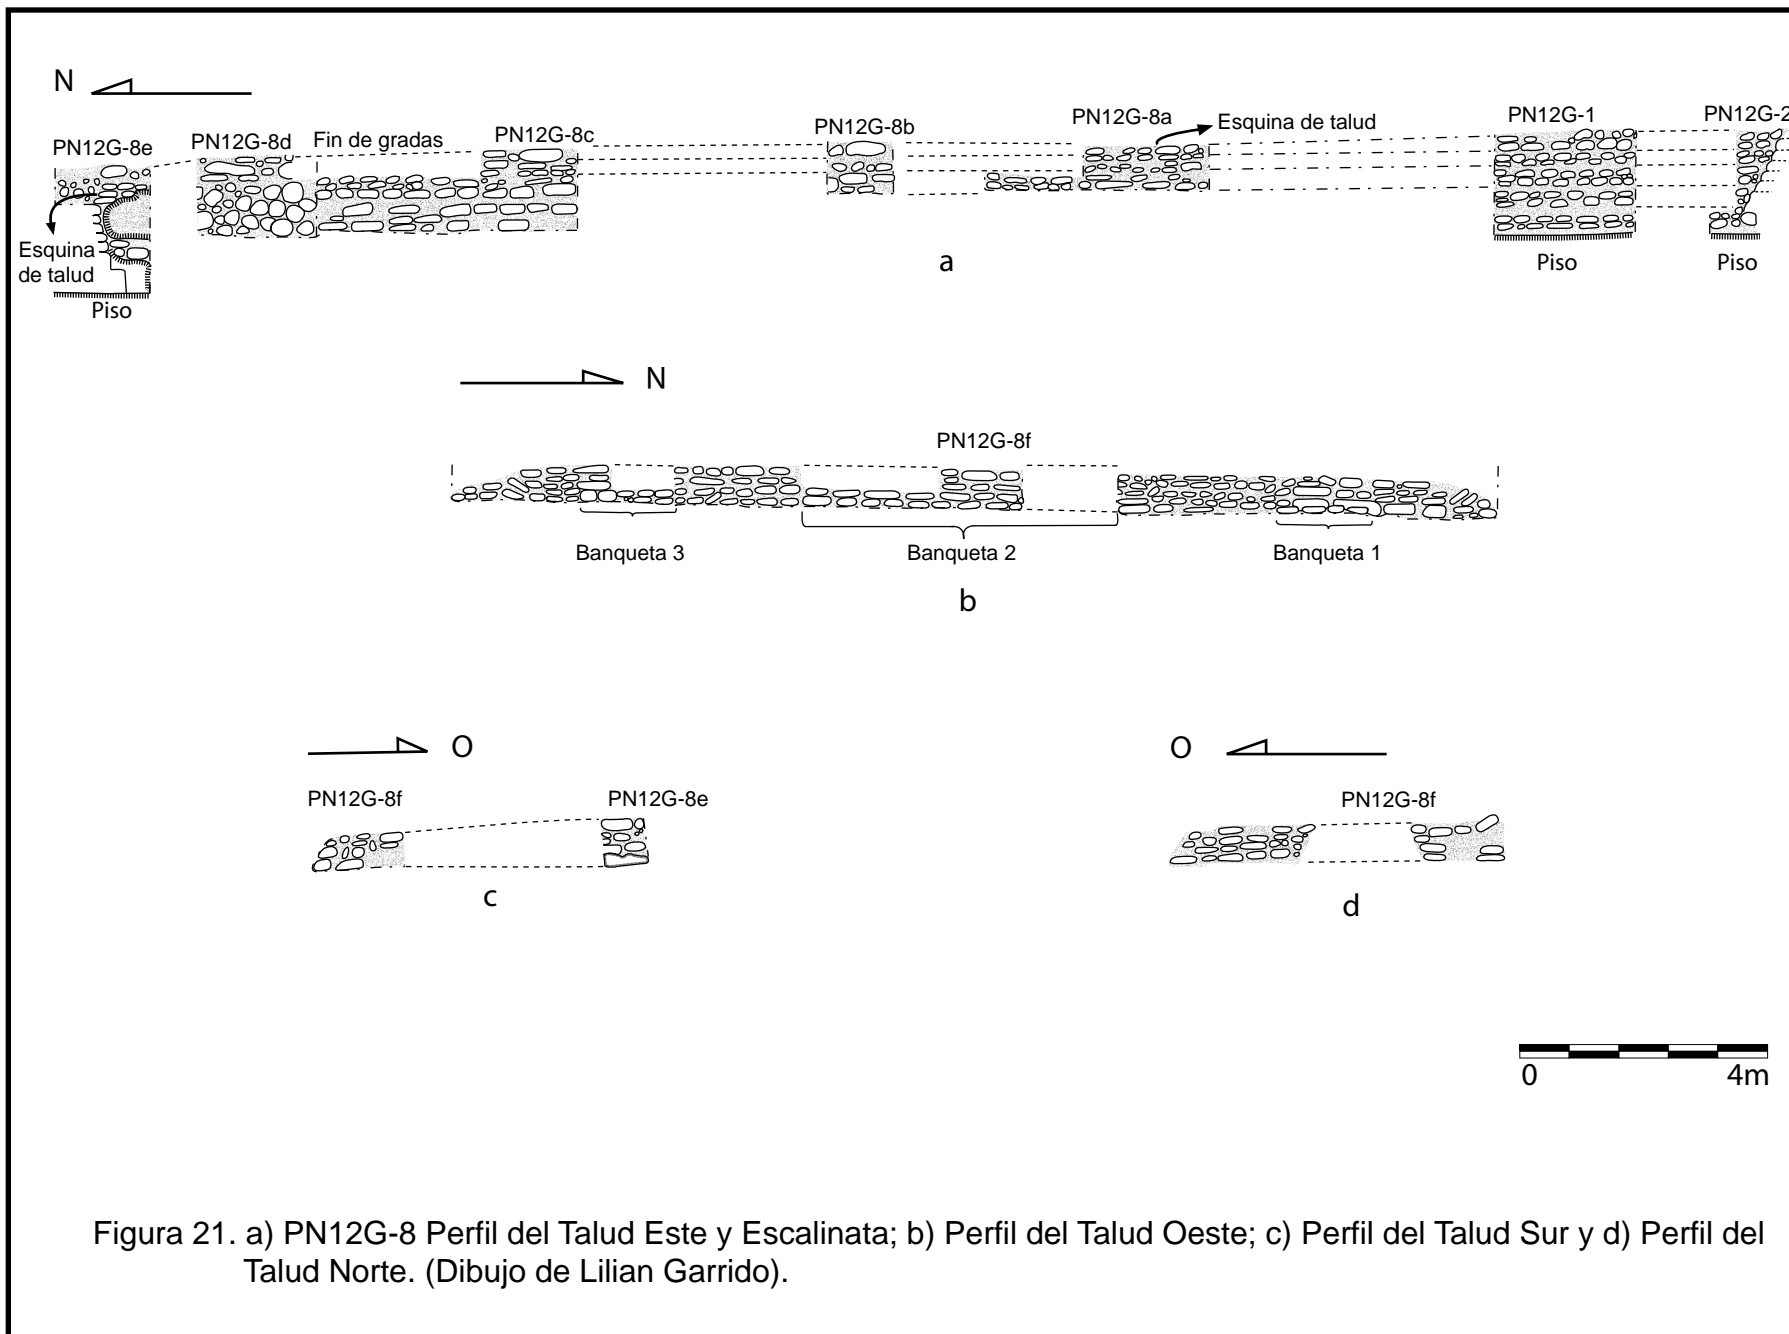 N
PN12G-8e
PN12G-8d
Fin de gradas
PN12G-8c
PN12G-8b
PN12G-8a
Esquina de talud
PN12G-1
PN12G-2
Esquina
de talud
Piso
a
Piso
Piso
N
PN12G-8f
Banqueta 3
Banqueta 2
Banqueta 1
b
O
PN12G-8f
PN12G-8e
c
O
PN12G-8f
d
0
4m
Figura 21. a) PN12G-8 Perfil del Talud Este y Escalinata; b) Perfil del Talud Oeste; c) Perfil del Talud Sur y d) Perfil del
Talud Norte. (Dibujo de Lilian Garrido).